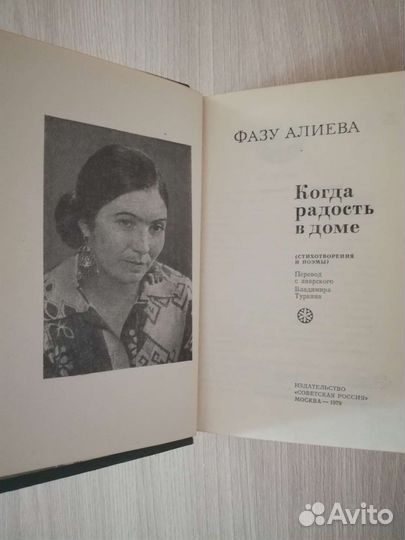 ФАЗУ АЛИЕВА
Когда
радость
в доме
(СТИХОТВОРЕНИЯ
И ПОЭМЫ)
Перевод
с аварского
Владимира
Туркина
ИЗДАТЕЛЬСТВО
«СОВЕТСКАЯ РОССИЯ»
МОСКВА — 1979
Avito